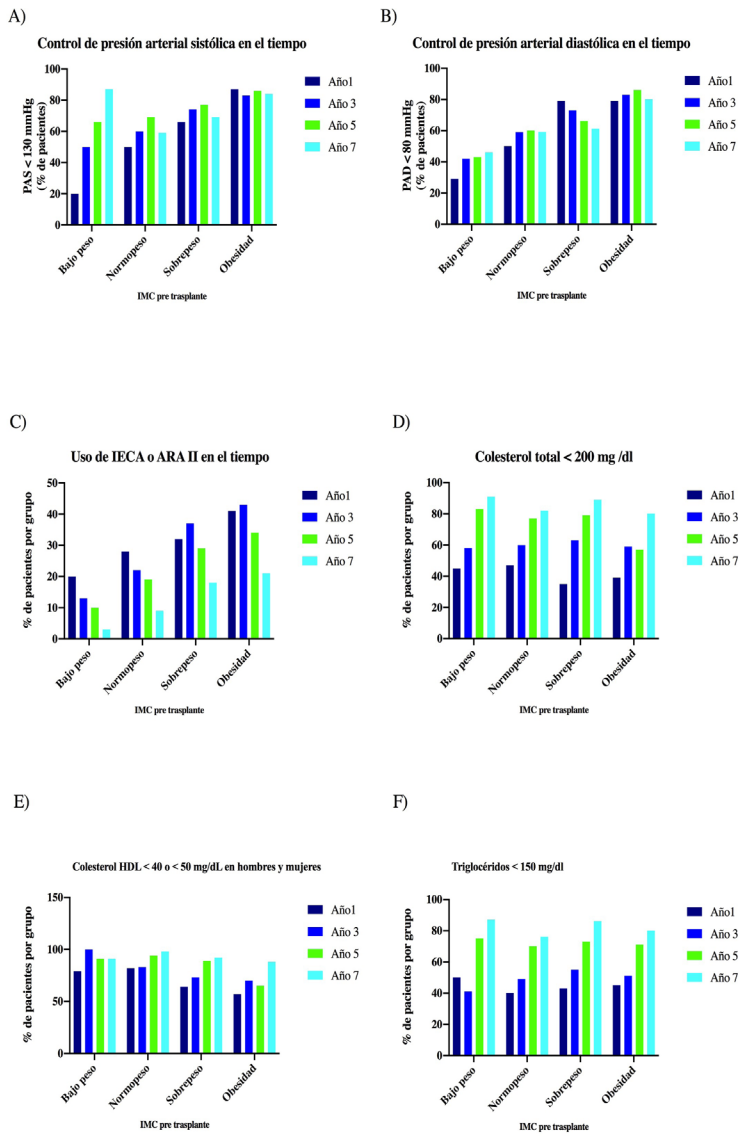 A)
Control de presión arterial sistólica en el tiempo
PAS < 130 mmHg
(% de pacientes)
100
80
60
40
20
0
Bajo peso
Normopeso
Sobrepeso
Obesidad
IMC pre trasplante
Año1
Año 3
Año 5
Año 7
B)
Control de presión arterial diastólica en el tiempo
PAD < 80 mmHg
(% de pacientes)
100
80
60
40
20
0
Bajo peso
Normopeso
Sobrepeso
Obesidad
IMC pre trasplante
Año1
Año 3
Año 5
Año 7
C)
Uso de IECA o ARA II en el tiempo
% de pacientes por grupo
50
40
30
20
10
0
Bajo peso
Normopeso
Sobrepeso
Obesidad
IMC pre trasplante
Año1
Año 3
Año 5
Año 7
D)
Colesterol total < 200 mg /dl
% de pacientes por grupo
100
80
60
40
20
0
Bajo peso
Normopeso
Sobrepeso
Obesidad
IMC pre trasplante
Año1
Año 3
Año 5
Año 7
E)
Colesterol HDL < 40 o < 50 mg/dL en hombres y mujeres
% de pacientes por grupo
150
100
50
0
Bajo peso
Normopeso
Sobrepeso
Obesidad
IMC pre trasplante
Año1
Año 3
Año 5
Año 7
F)
Triglocéridos < 150 mg/dl
% de pacientes por grupo
100
80
60
40
20
0
Bajo peso
Normopeso
Sobrepeso
Obesidad
IMC pre trasplante
Año1
Año 3
Año 5
Año 7